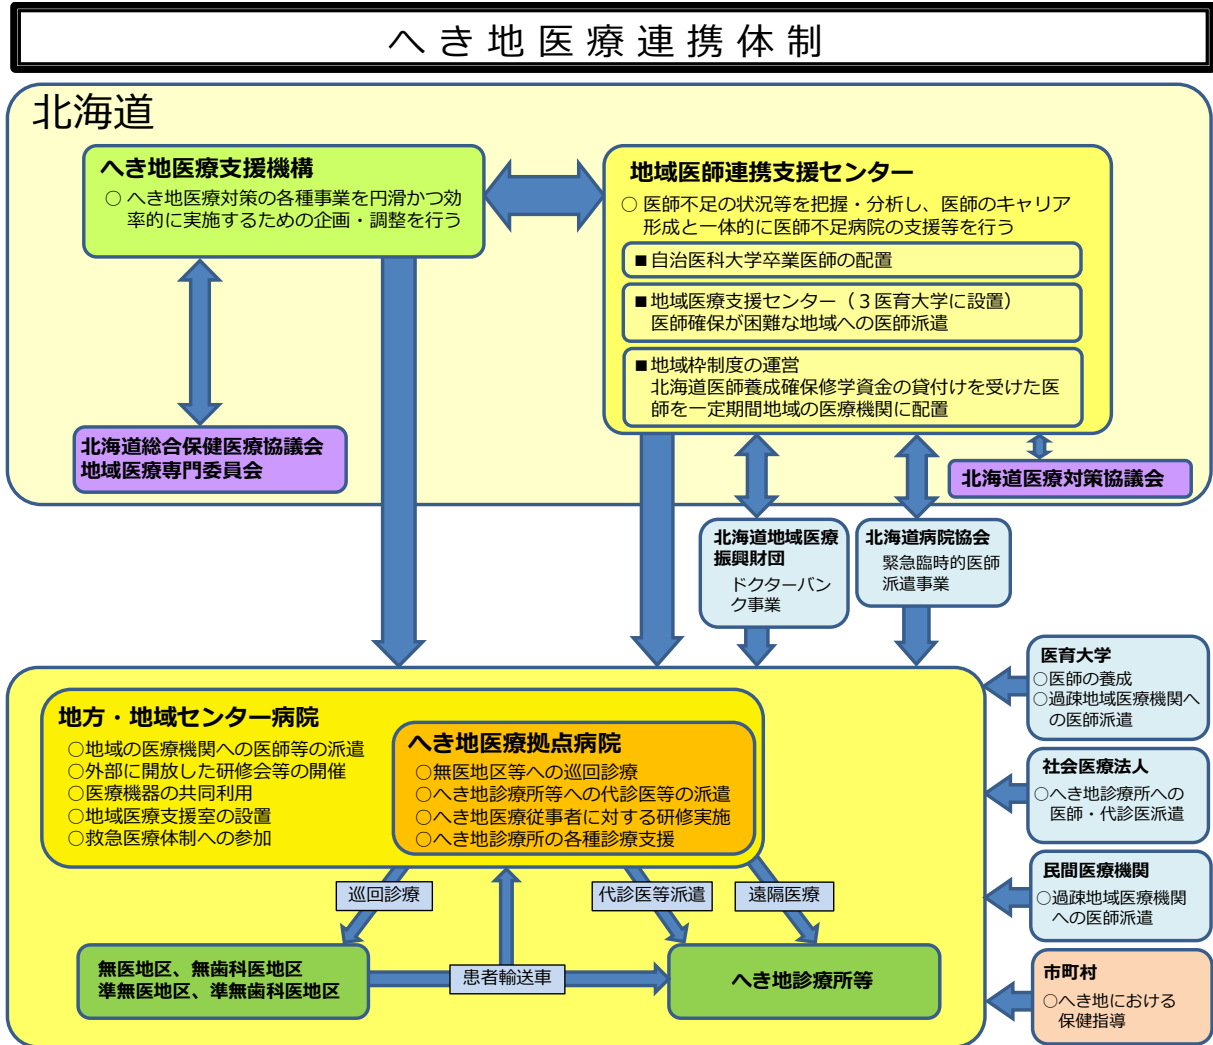 へき地医療連携体制
北海道
へき地医療支援機構
○ へき地医療対策の各種事業を円滑かつ効
率的に実施するための企画・調整を行う
地域医師連携支援センター
○ 医師不足の状況等を把握・分析し、医師のキャリア
形成と一体的に医師不足病院の支援等を行う
■自治医科大学卒業医師の配置
■地域医療支援センター（３医育大学に設置）
医師確保が困難な地域への医師派遣
■地域枠制度の運営
北海道医師養成確保修学資金の貸付けを受けた医
師を一定期間地域の医療機関に配置
北海道総合保健医療協議会
地域医療専門委員会
北海道医療対策協議会
北海道地域医療
振興財団
ドクターバン
ク事業
北海道病院協会
緊急臨時的医師
派遣事業
地方・地域センター病院
○地域の医療機関への医師等の派遣
○外部に開放した研修会等の開催
○医療機器の共同利用
○地域医療支援室の設置
○救急医療体制への参加
へき地医療拠点病院
○無医地区等への巡回診療
○へき地診療所等への代診医等の派遣
○へき地医療従事者に対する研修実施
○へき地診療所の各種診療支援
巡回診療
代診医等派遣
遠隔医療
無医地区、無歯科医地区
準無医地区、準無歯科医地区
患者輸送車
へき地診療所等
医育大学
○医師の養成
○過疎地域医療機関へ
の医師派遣
社会医療法人
○へき地診療所への
医師・代診医派遣
民間医療機関
○過疎地域医療機関
への医師派遣
市町村
○へき地における
保健指導